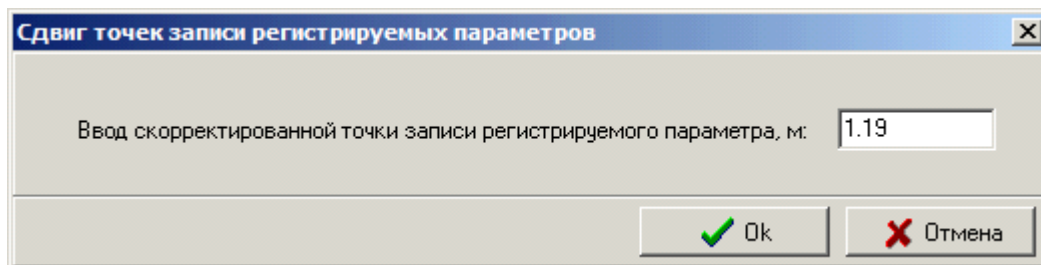 Сдвиг точек записи регистрируемых параметров
Ввод скорректированной точки записи регистрируемого параметра, м: 1.19
Ok Отмена